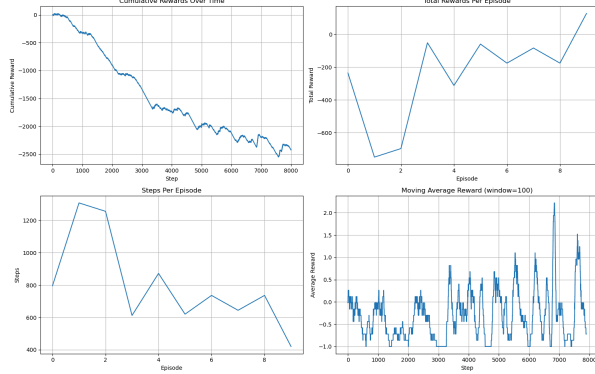 Cumulative Rewards Over Time
0
−500
−1000
−1500
−2000
−2500
Cumulative Reward
0 1000 2000 3000 4000 5000 6000 7000 8000
Step
Total Rewards Per Episode
0
−200
−400
−600
Total Reward
0 2 4 6 8
Episode
Steps Per Episode
1200
1000
800
600
400
Steps
0 2 4 6 8
Episode
Moving Average Reward (window=100)
2.0
1.5
1.0
0.5
0.0
−0.5
−1.0
Average Reward
0 1000 2000 3000 4000 5000 6000 7000 8000
Step